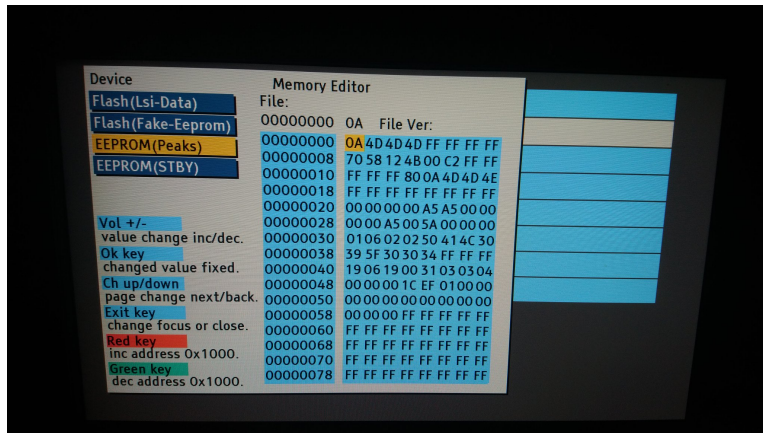 Device
Memory Editor
Flash(Lsi-Data)
Flash(Fake-Eeprom)
EEPROM(Peaks)
EEPROM(STBY)
File:
00000000 0A File Ver:
00000000 0A 4D 4D 4D FF FF FF FF
00000008 70 58 12 4B 00 C2 FF FF
00000010 FF FF FF 80 0A 4D 4D 4E
00000018 FF FF FF FF FF FF FF FF
00000020 00 00 00 00 A5 A5 00 00
00000028 00 00 A5 00 5A 00 00 00
00000030 01 06 02 02 50 41 4C 30
00000038 39 5F 30 30 34 FF FF FF
00000040 19 06 19 00 31 03 03 04
00000048 00 00 00 1C EF 01 00 00
00000050 00 00 00 00 00 00 00 00
00000058 00 00 00 FF FF FF FF FF
00000060 FF FF FF FF FF FF FF FF
00000068 FF FF FF FF FF FF FF FF
00000070 FF FF FF FF FF FF FF FF
00000078 FF FF FF FF FF FF FF FF
Vol +/-
value change inc/dec.
Ok key
changed value fixed.
Ch up/down
page change next/back.
Exit key
change focus or close.
Red key
inc address 0x1000.
Green key
dec address 0x1000.